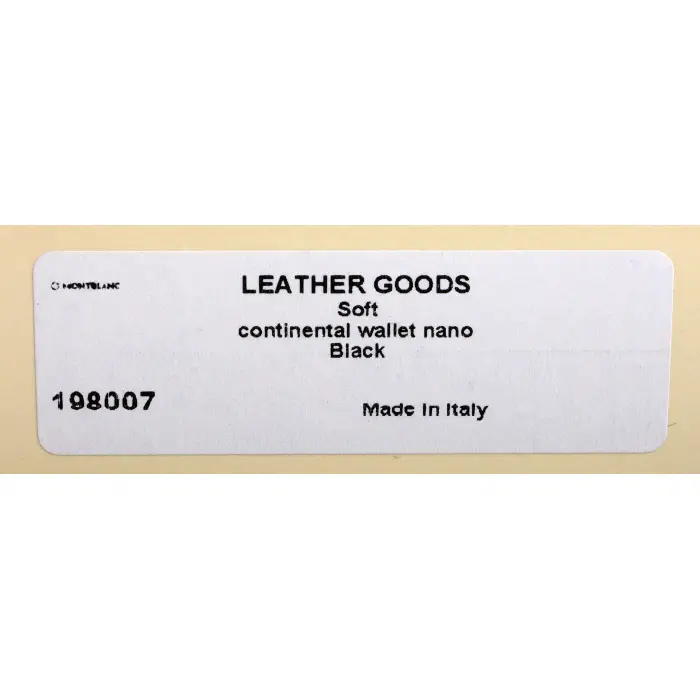 MONTBLANC
LEATHER GOODS
Soft
continental wallet nano
Black
198007
Made in Italy